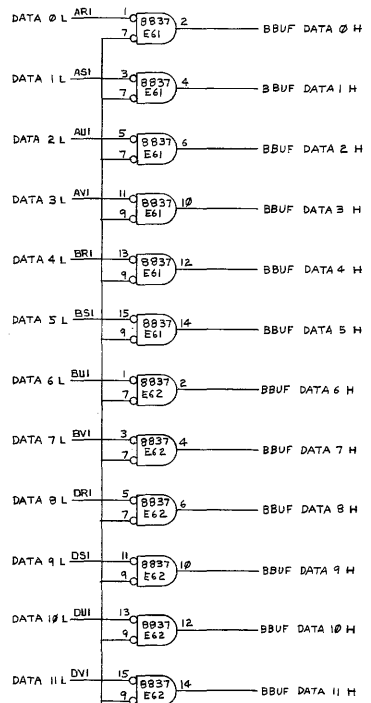 DATA Ø L AR1 1 8837 E61 2 BBUF DATA Ø H
7
DATA 1 L AS1 3 8837 E61 4 BBUF DATA 1 H
7
DATA 2 L AU1 5 8837 E61 6 BBUF DATA 2 H
7
DATA 3 L AV1 11 8837 E61 1Ø BBUF DATA 3 H
9
DATA 4 L BR1 13 8837 E61 12 BBUF DATA 4 H
9
DATA 5 L BS1 15 8837 E61 14 BBUF DATA 5 H
9
DATA 6 L BU1 1 8837 E62 2 BBUF DATA 6 H
7
DATA 7 L BV1 3 8837 E62 4 BBUF DATA 7 H
7
DATA 8 L DR1 5 8837 E62 6 BBUF DATA 8 H
7
DATA 9 L DS1 11 8837 E62 1Ø BBUF DATA 9 H
9
DATA 1Ø L DU1 13 8837 E62 12 BBUF DATA 1Ø H
9
DATA 11 L DV1 15 8837 E62 14 BBUF DATA 11 H
9